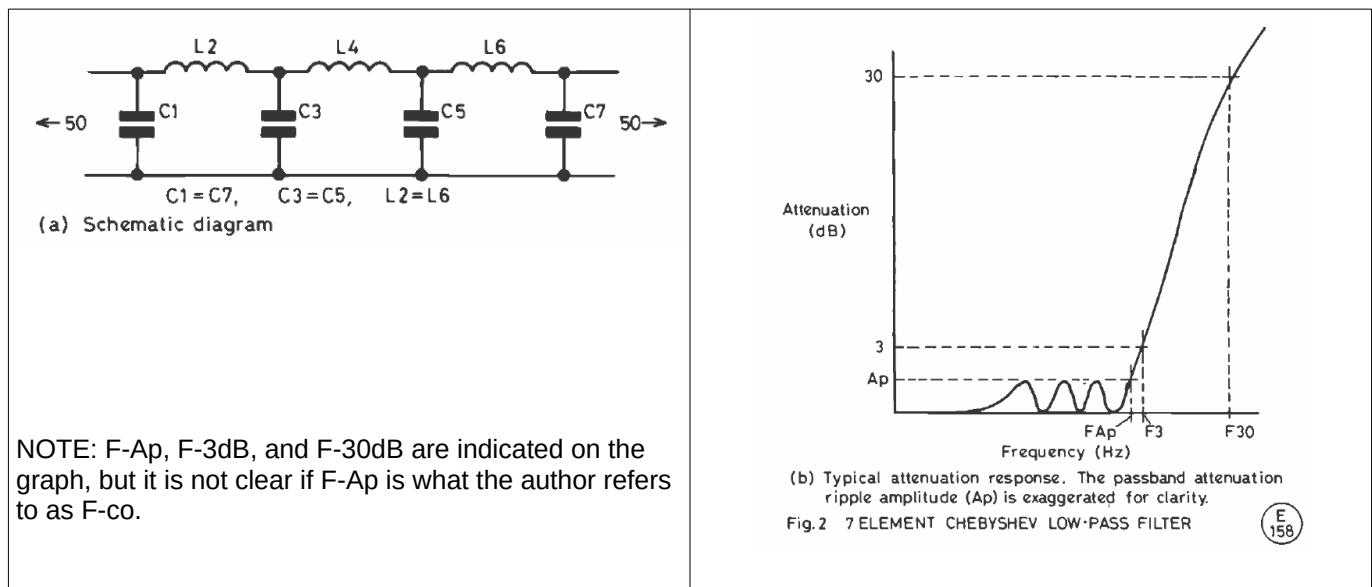 L2
L4
L6
C1
C3
C5
C7
←50
50→
C1=C7, C3=C5, L2=L6
(a) Schematic diagram
NOTE: F-Ap, F-3dB, and F-30dB are indicated on the
graph, but it is not clear if F-Ap is what the author refers
to as F-co.
30
Attenuation
(dB)
3
Ap
FAp
F3
F30
Frequency (Hz)
(b) Typical attenuation response. The passband attenuation
ripple amplitude (Ap) is exaggerated for clarity.
Fig.2 7 ELEMENT CHEBYSHEV LOW-PASS FILTER
E
158